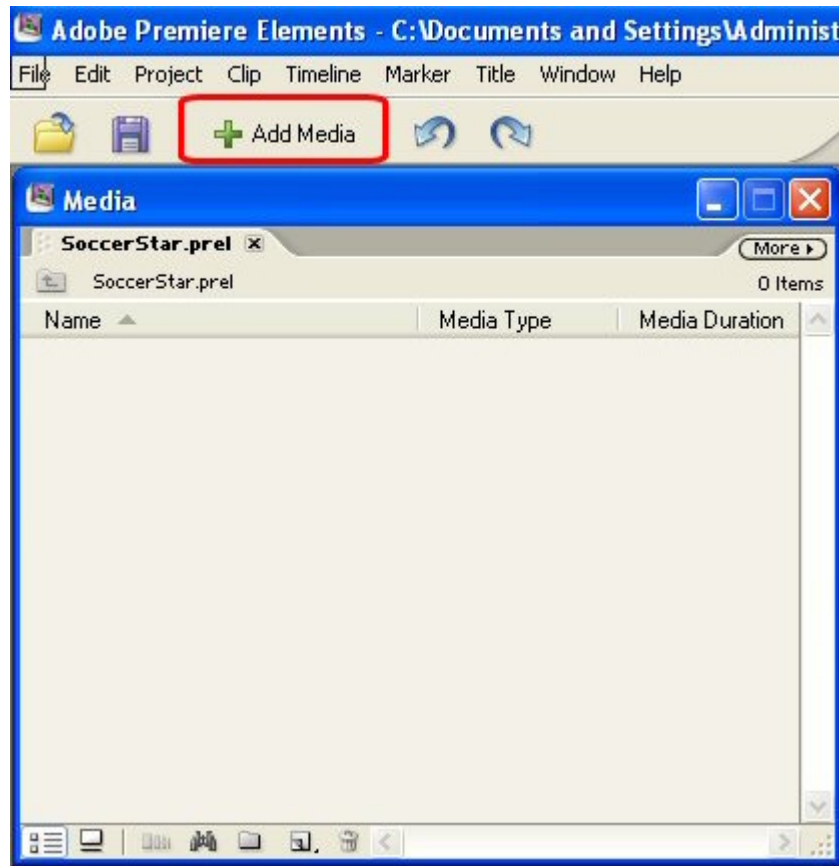 Adobe Premiere Elements - C:\Documents and Settings\Administ
File Edit Project Clip Timeline Marker Title Window Help
Add Media
Media
SoccerStar.prel
More
SoccerStar.prel 0 Items
Name Media Type Media Duration